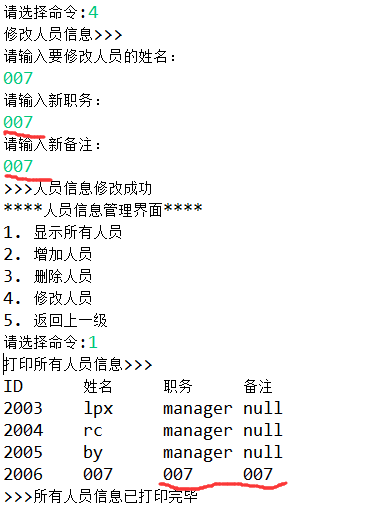 请选择命令:4
修改人员信息>>>
请输入要修改人员的姓名：
007
请输入新职务：
007
请输入新备注：
007
>>>人员信息修改成功
****人员信息管理界面****
1. 显示所有人员
2. 增加人员
3. 删除人员
4. 修改人员
5. 返回上一级
请选择命令:1
打印所有人员信息>>>
ID 姓名 职务 备注
2003 lpx manager null
2004 rc manager null
2005 by manager null
2006 007 007 007
>>>所有人员信息已打印完毕